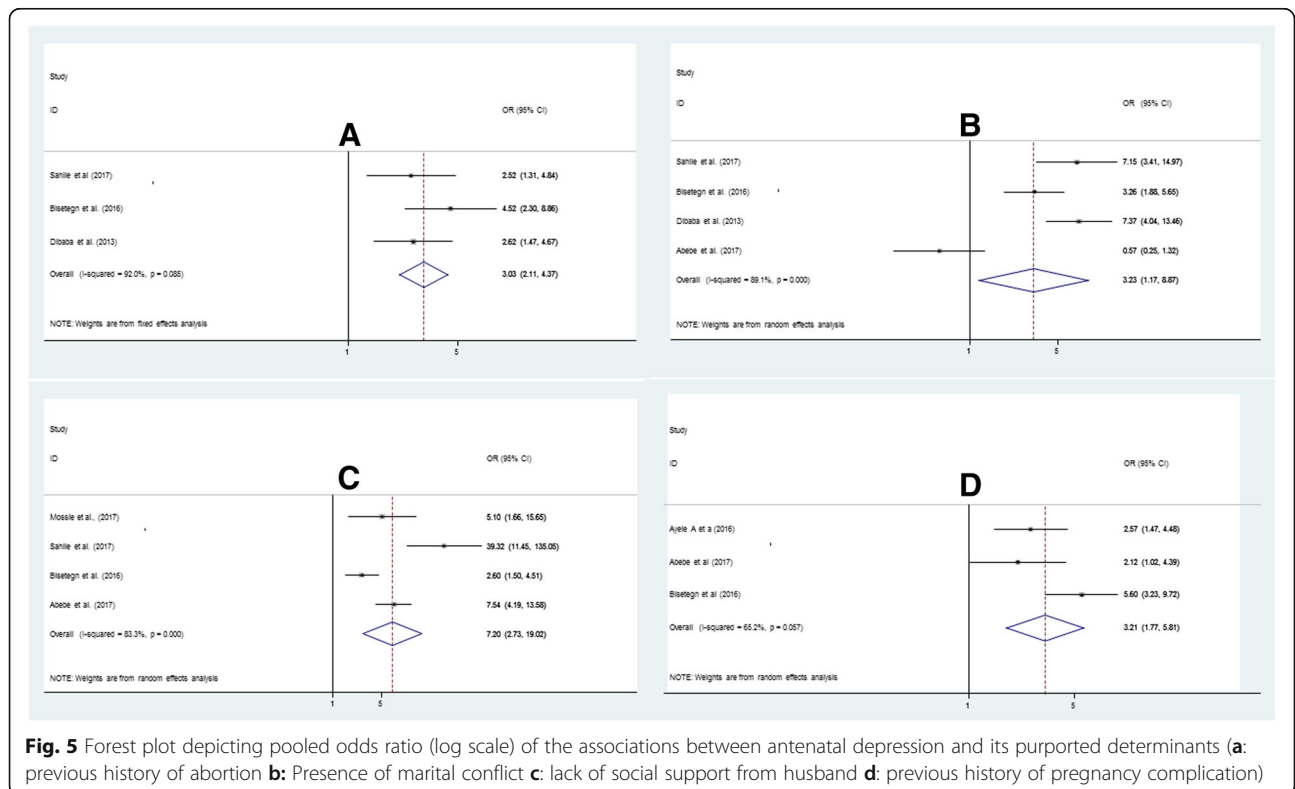 Study
ID
OR (95% CI)
A
Sahile et al (2017)
2.52 (1.31, 4.84)
Bisetegn et al. (2016)
4.52 (2.30, 8.86)
Dibaba et al. (2013)
2.62 (1.47, 4.67)
Overall (I-squared = 92.0%, p = 0.085)
3.03 (2.11, 4.37)
NOTE: Weights are from fixed effects analysis
1
5
Study
ID
OR (95% CI)
B
Sahile et al. (2017)
7.15 (3.41, 14.97)
Bisetegn et al. (2016)
3.26 (1.88, 5.65)
Dibaba et al. (2013)
7.37 (4.04, 13.46)
Abebe et al. (2017)
0.57 (0.25, 1.32)
Overall (I-squared = 89.1%, p = 0.000)
3.23 (1.17, 8.87)
NOTE: Weights are from random effects analysis
1
5
Study
ID
OR (95% CI)
C
Mossie et al., (2017)
5.10 (1.66, 15.65)
Sahile et al. (2017)
39.32 (11.45, 135.05)
Bisetegn et al. (2016)
2.60 (1.50, 4.51)
Abebe et al. (2017)
7.54 (4.19, 13.58)
Overall (I-squared = 83.3%, p = 0.000)
7.20 (2.73, 19.02)
NOTE: Weights are from random effects analysis
1
5
Study
ID
OR (95% CI)
D
Ayele A et a (2016)
2.57 (1.47, 4.48)
Abebe et al (2017)
2.12 (1.02, 4.39)
Bisetegn et al (2016)
5.60 (3.23, 9.72)
Overall (I-squared = 65.2%, p = 0.057)
3.21 (1.77, 5.81)
NOTE: Weights are from random effects analysis
1
5
Fig. 5 Forest plot depicting pooled odds ratio (log scale) of the associations between antenatal depression and its purported determinants (a:
previous history of abortion b: Presence of marital conflict c: lack of social support from husband d: previous history of pregnancy complication)